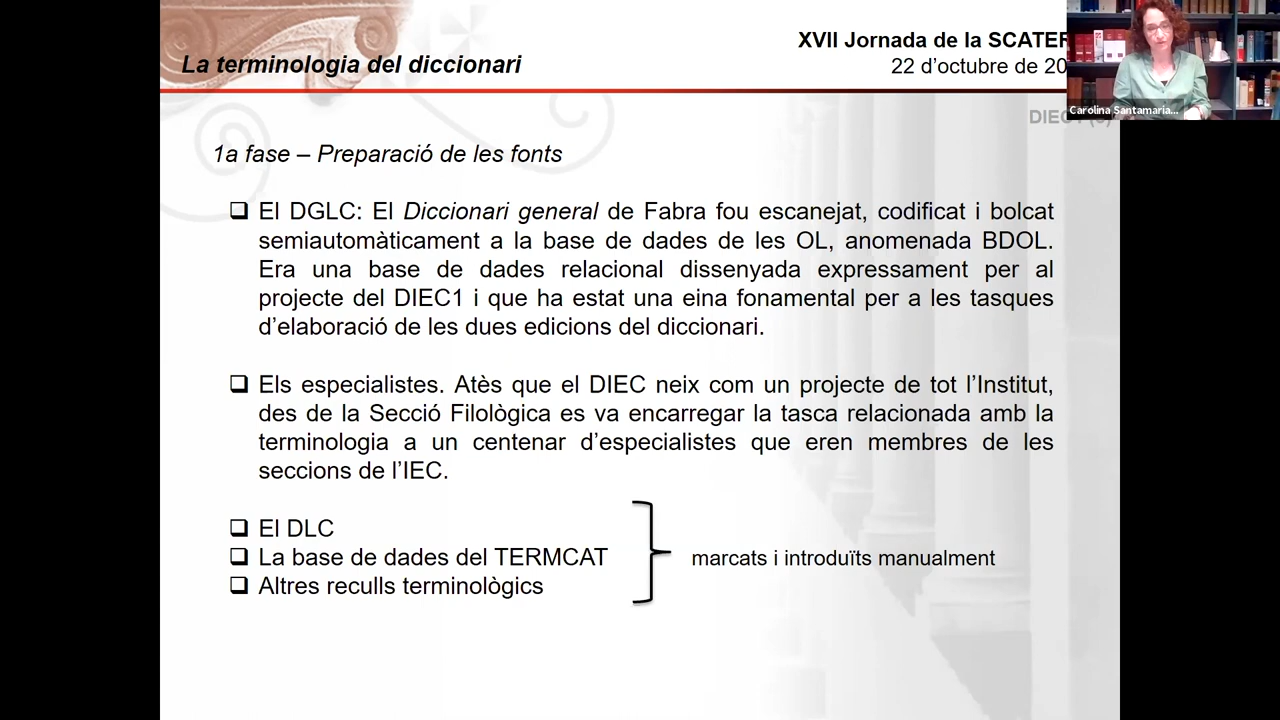 La terminologia del diccionari
XVII Jornada de la
22 d’octubre de
Carolina Santamaria...
1a fase – Preparació de les fonts
❑ El DGLC: El Diccionari general de Fabra fou escanejat, codificat i bolcat
semiautomàticament a la base de dades de les OL, anomenada BDOL.
Era una base de dades relacional dissenyada expressament per al
projecte del DIEC1 i que ha estat una eina fonamental per a les tasques
d’elaboració de les dues edicions del diccionari.
❑ Els especialistes. Atès que el DIEC neix com un projecte de tot l’Institut,
des de la Secció Filològica es va encarregar la tasca relacionada amb la
terminologia a un centenar d’especialistes que eren membres de les
seccions de l’IEC.
❑ El DLC
❑ La base de dades del TERMCAT
❑ Altres reculls terminològics
marcats i introduïts manualment